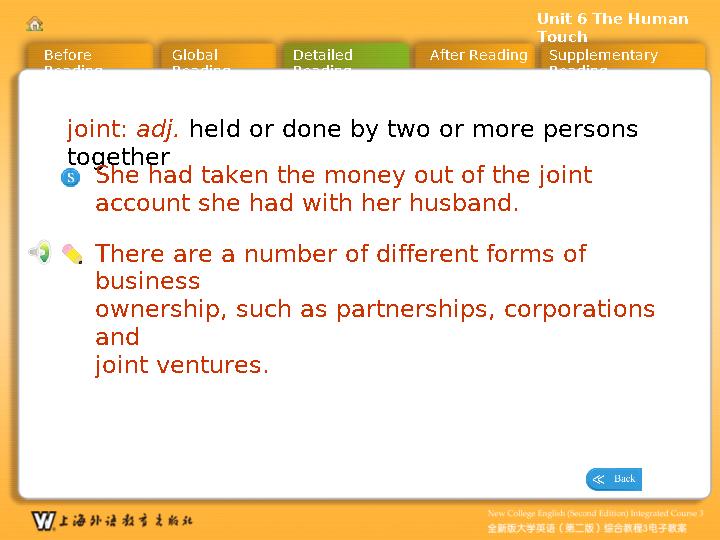 Unit 6 The Human
Touch
Before
Reading
Global
Reading
Detailed
Reading
After Reading
Supplementary
Reading
joint: adj. held or done by two or more persons
together
S
She had taken the money out of the joint
account she had with her husband.
There are a number of different forms of
business
ownership, such as partnerships, corporations
and
joint ventures.
Back
上海外语教育出版社
New College English (Second Edition) Integrated Course 3
全新版大学英语（第二版）综合教程3电子教案